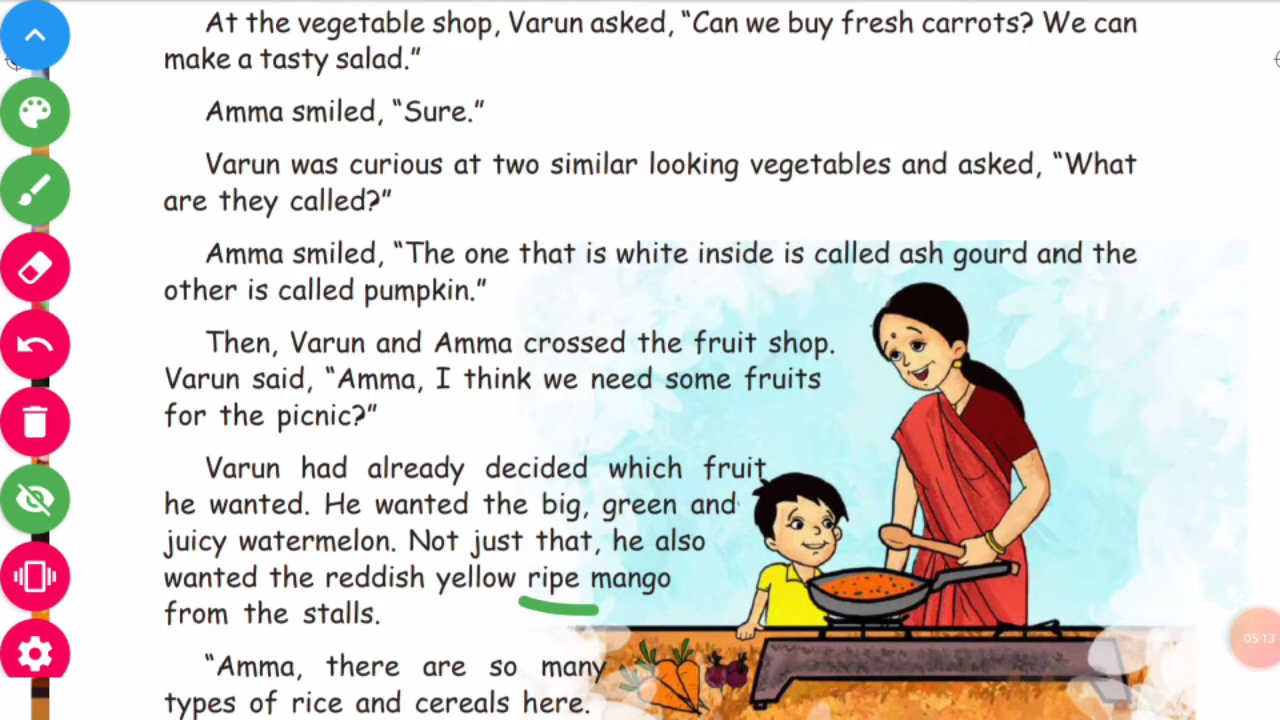 At the vegetable shop, Varun asked, “Can we buy fresh carrots? We can
make a tasty salad.”
Amma smiled, “Sure.”
Varun was curious at two similar looking vegetables and asked, “What
are they called?”
Amma smiled, “The one that is white inside is called ash gourd and the
other is called pumpkin.”
Then, Varun and Amma crossed the fruit shop.
Varun said, “Amma, I think we need some fruits
for the picnic?”
Varun had already decided which fruit
he wanted. He wanted the big, green and
juicy watermelon. Not just that, he also
wanted the reddish yellow ripe mango
from the stalls.
“Amma, there are so many
types of rice and cereals here.
05:13